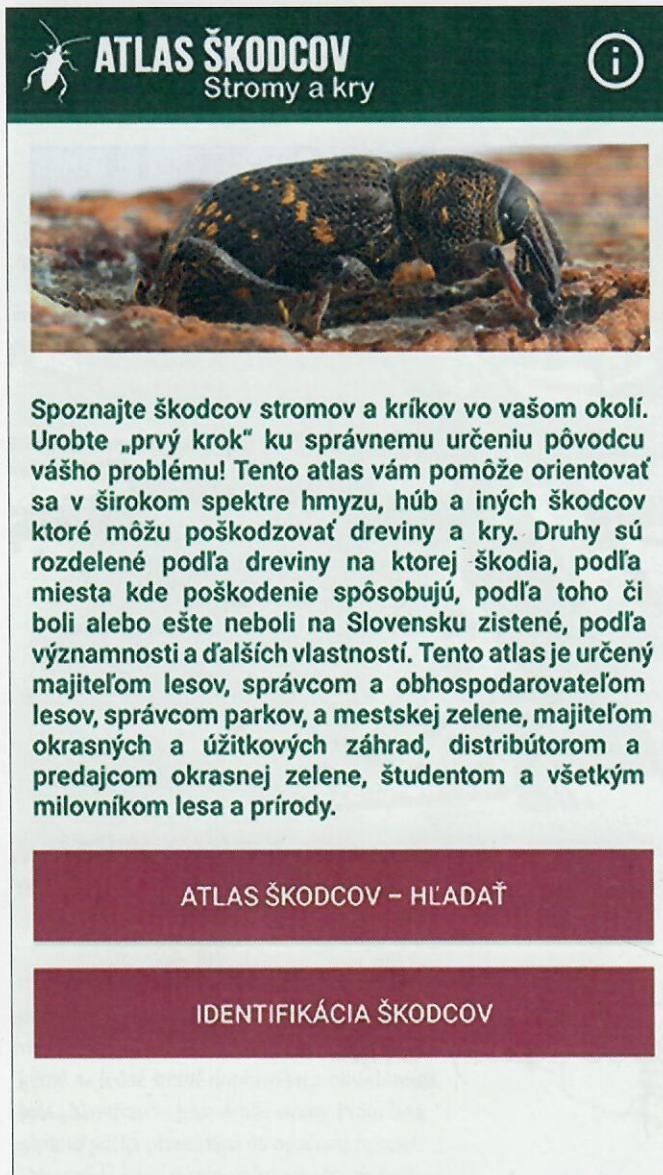 ATLAS ŠKODCOV
Stromy a kry
Spoznajte škodcov stromov a kríkov vo vašom okolí.
Urobte „prvý krok“ ku správnemu určeniu pôvodcu
vášho problému! Tento atlas vám pomôže orientovať
sa v širokom spektre hmyzu, húb a iných škodcov
ktoré môžu poškodzovať dreviny a kry. Druhy sú
rozdelené podľa dreviny na ktorej škodia, podľa
miesta kde poškodenie spôsobujú, podľa toho či
boli alebo ešte neboli na Slovensku zistené, podľa
významnosti a ďalších vlastností. Tento atlas je určený
majiteľom lesov, správcom a obhospodarovateľom
lesov, správcom parkov, a mestskej zelene, majiteľom
okrasných a úžitkových záhrad, distribútorom a
predajcom okrasnej zelene, študentom a všetkým
milovníkom lesa a prírody.
ATLAS ŠKODCOV – HĽADAŤ
IDENTIFIKÁCIA ŠKODCOV